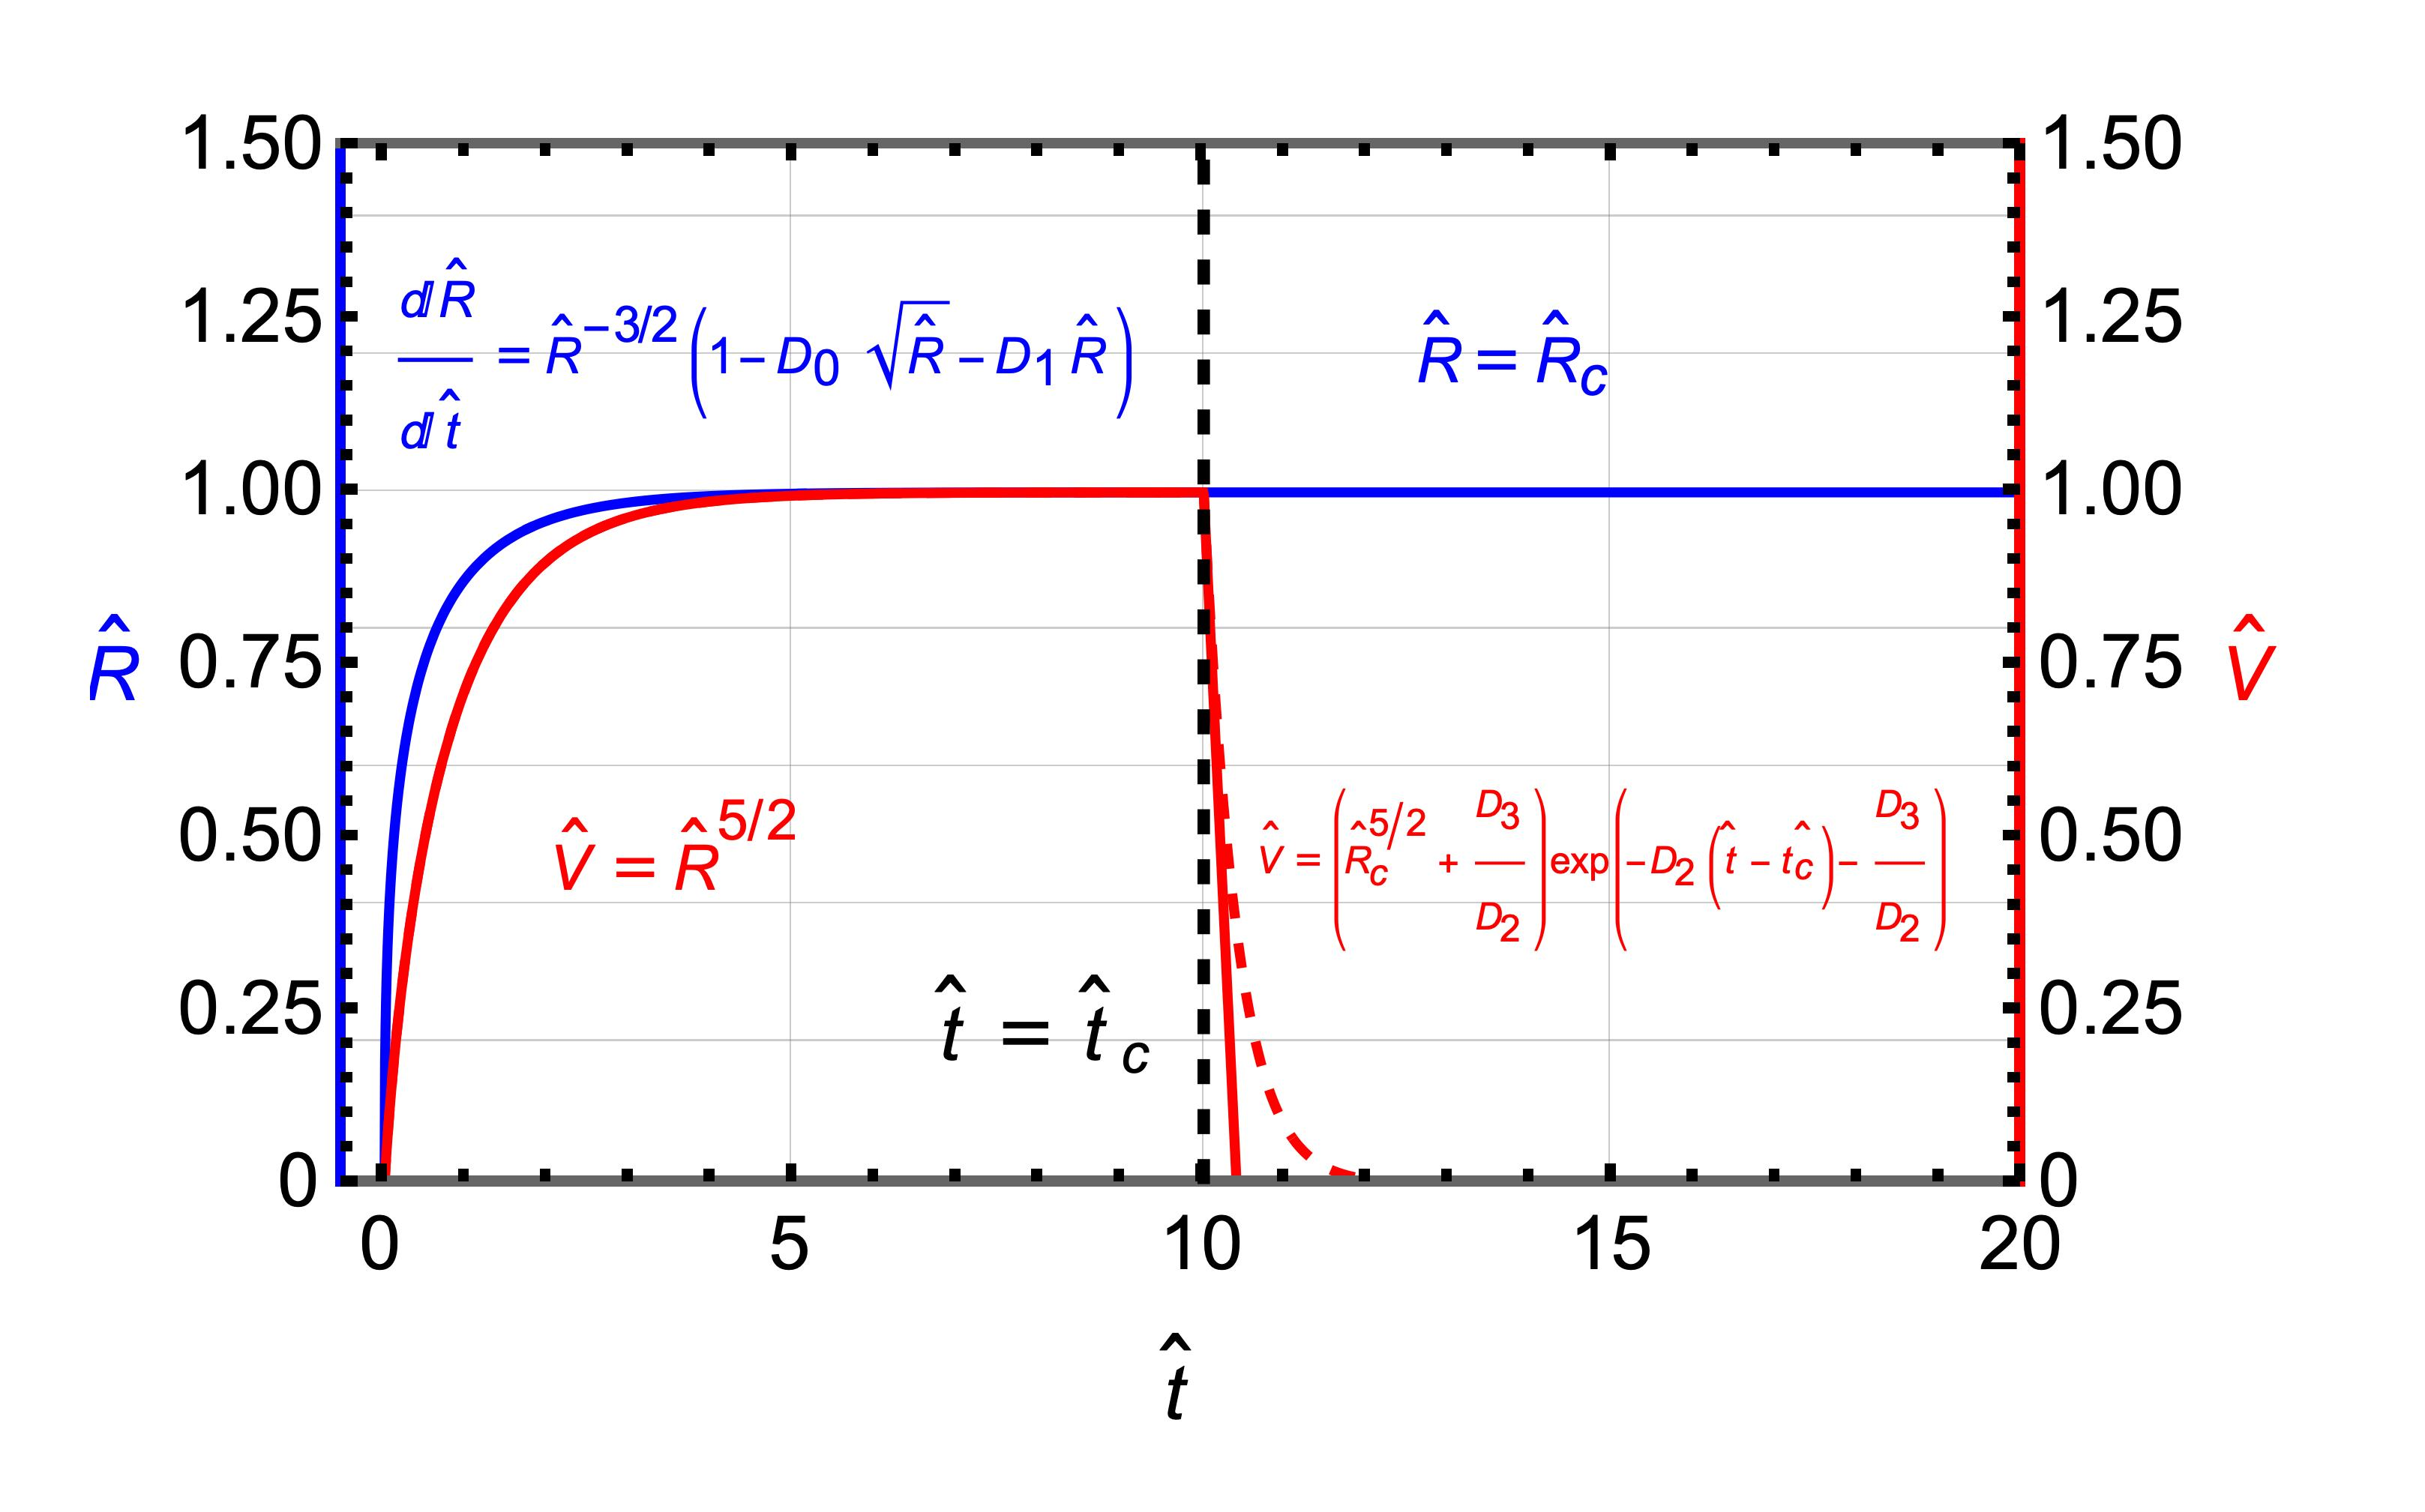 1.50 1.50
dR̂/dt̂ = R̂^−3/2 (1− D₀ √R̂ − D₁ R̂)
R̂ = R̂c
1.25 1.25
1.00 1.00
R̂ 0.75 0.75 v̂
v̂ = R̂^5/2
v̂ = (R̂c^5/2 + D₃/D₂) exp(−D₂ (t̂ − t̂c) − D₃/D₂)
0.50 0.50
t̂ = t̂c
0.25 0.25
0 0
0 5 10 15 20
t̂